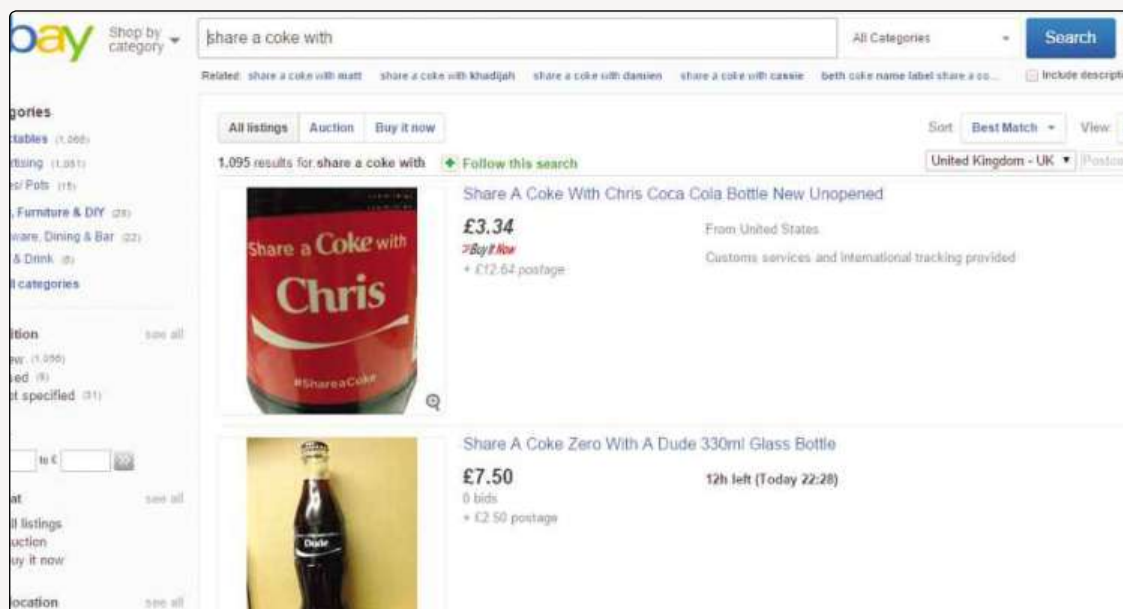 bay
Shop by
category
share a coke with
All Categories
Search
Related: share a coke with matt share a coke with khadijah share a coke with damien share a coke with cassie beth coke name label share a co...
Include descripti
gories
ctables (1,066)
rtising (1,051)
es/ Pots (15)
, Furniture & DIY (28)
ware, Dining & Bar (22)
& Drink (6)
ll categories
ition
see all
ew (1,056)
sed (8)
ot specified (31)
to £
at
see all
ll listings
uction
uy it now
ocation
see all
All listings Auction Buy it now
Sort Best Match View
1,095 results for share a coke with
Follow this search
United Kingdom - UK
Share a Coke with
Chris
#ShareaCoke
Share A Coke With Chris Coca Cola Bottle New Unopened
£3.34
Buy It Now
+ £12.64 postage
From United States
Customs services and international tracking provided
Dude
Share A Coke Zero With A Dude 330ml Glass Bottle
£7.50
0 bids
+ £2.50 postage
12h left (Today 22:28)